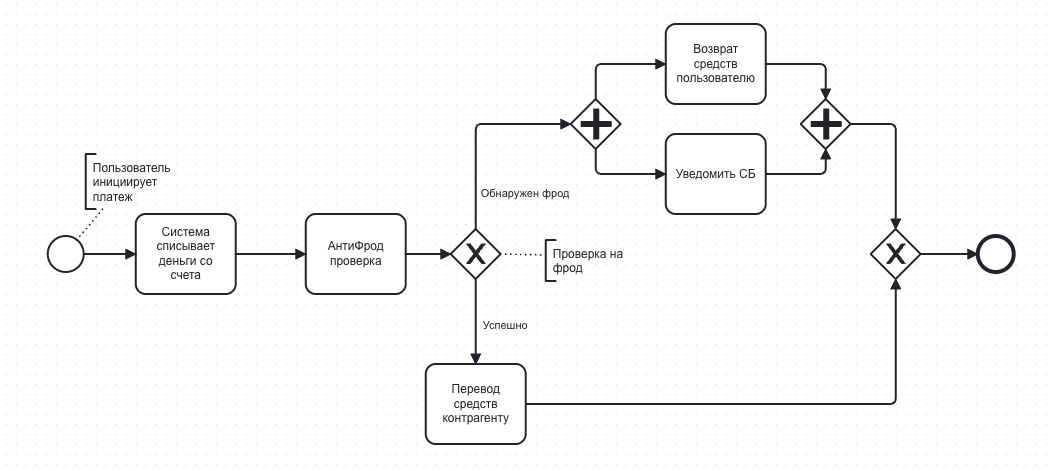 Пользователь
инициирует
платеж
Система
списывает
деньги со
счета
АнтиФрод
проверка
Обнаружен фрод
Проверка на
фрод
Успешно
Возврат
средств
пользователю
Уведомить СБ
Перевод
средств
контрагенту